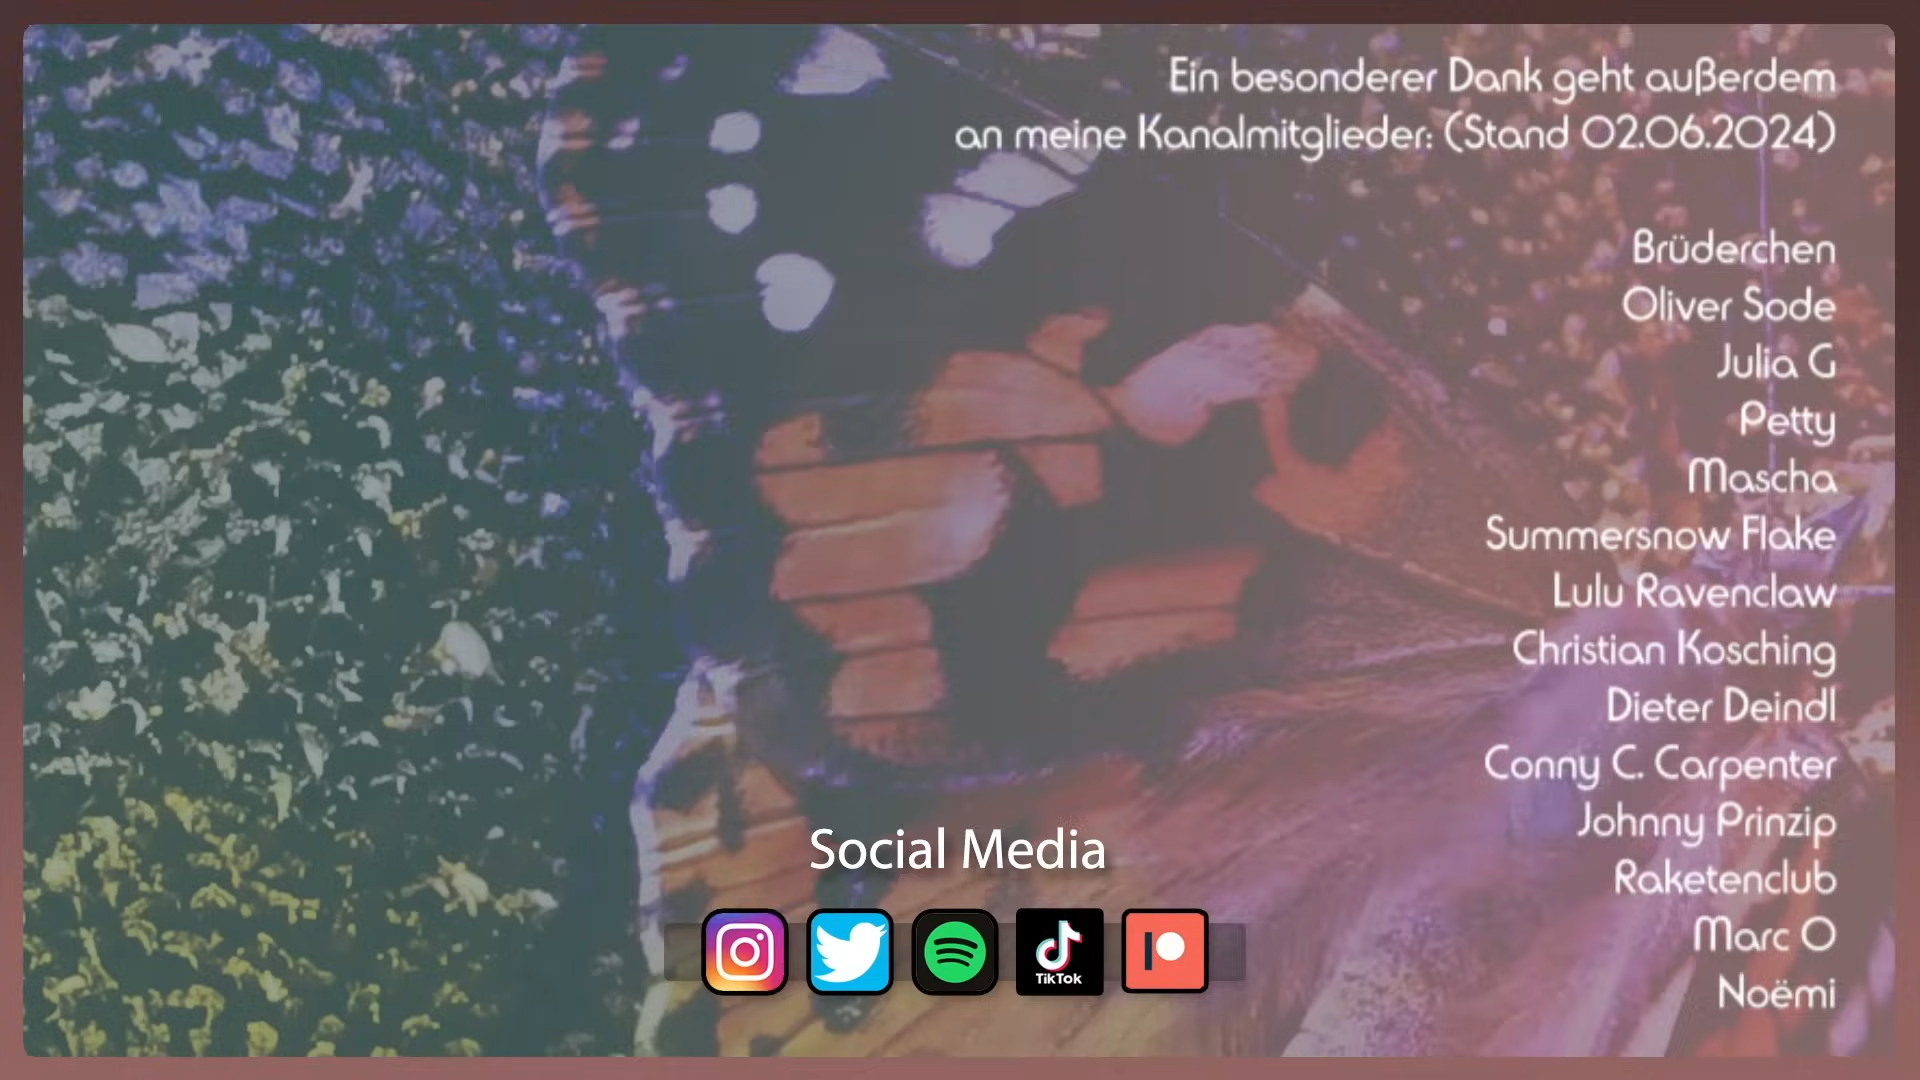 Ein besonderer Dank geht außerdem
an meine Kanalmitglieder: (Stand 02.06.2024)
Brüderchen
Oliver Sode
Julia G
Petty
Mascha
Summersnow Flake
Lulu Ravenclaw
Christian Kosching
Dieter Deindl
Conny C. Carpenter
Johnny Prinzip
Raketenclub
Marc O
Noëmi
Social Media
TikTok